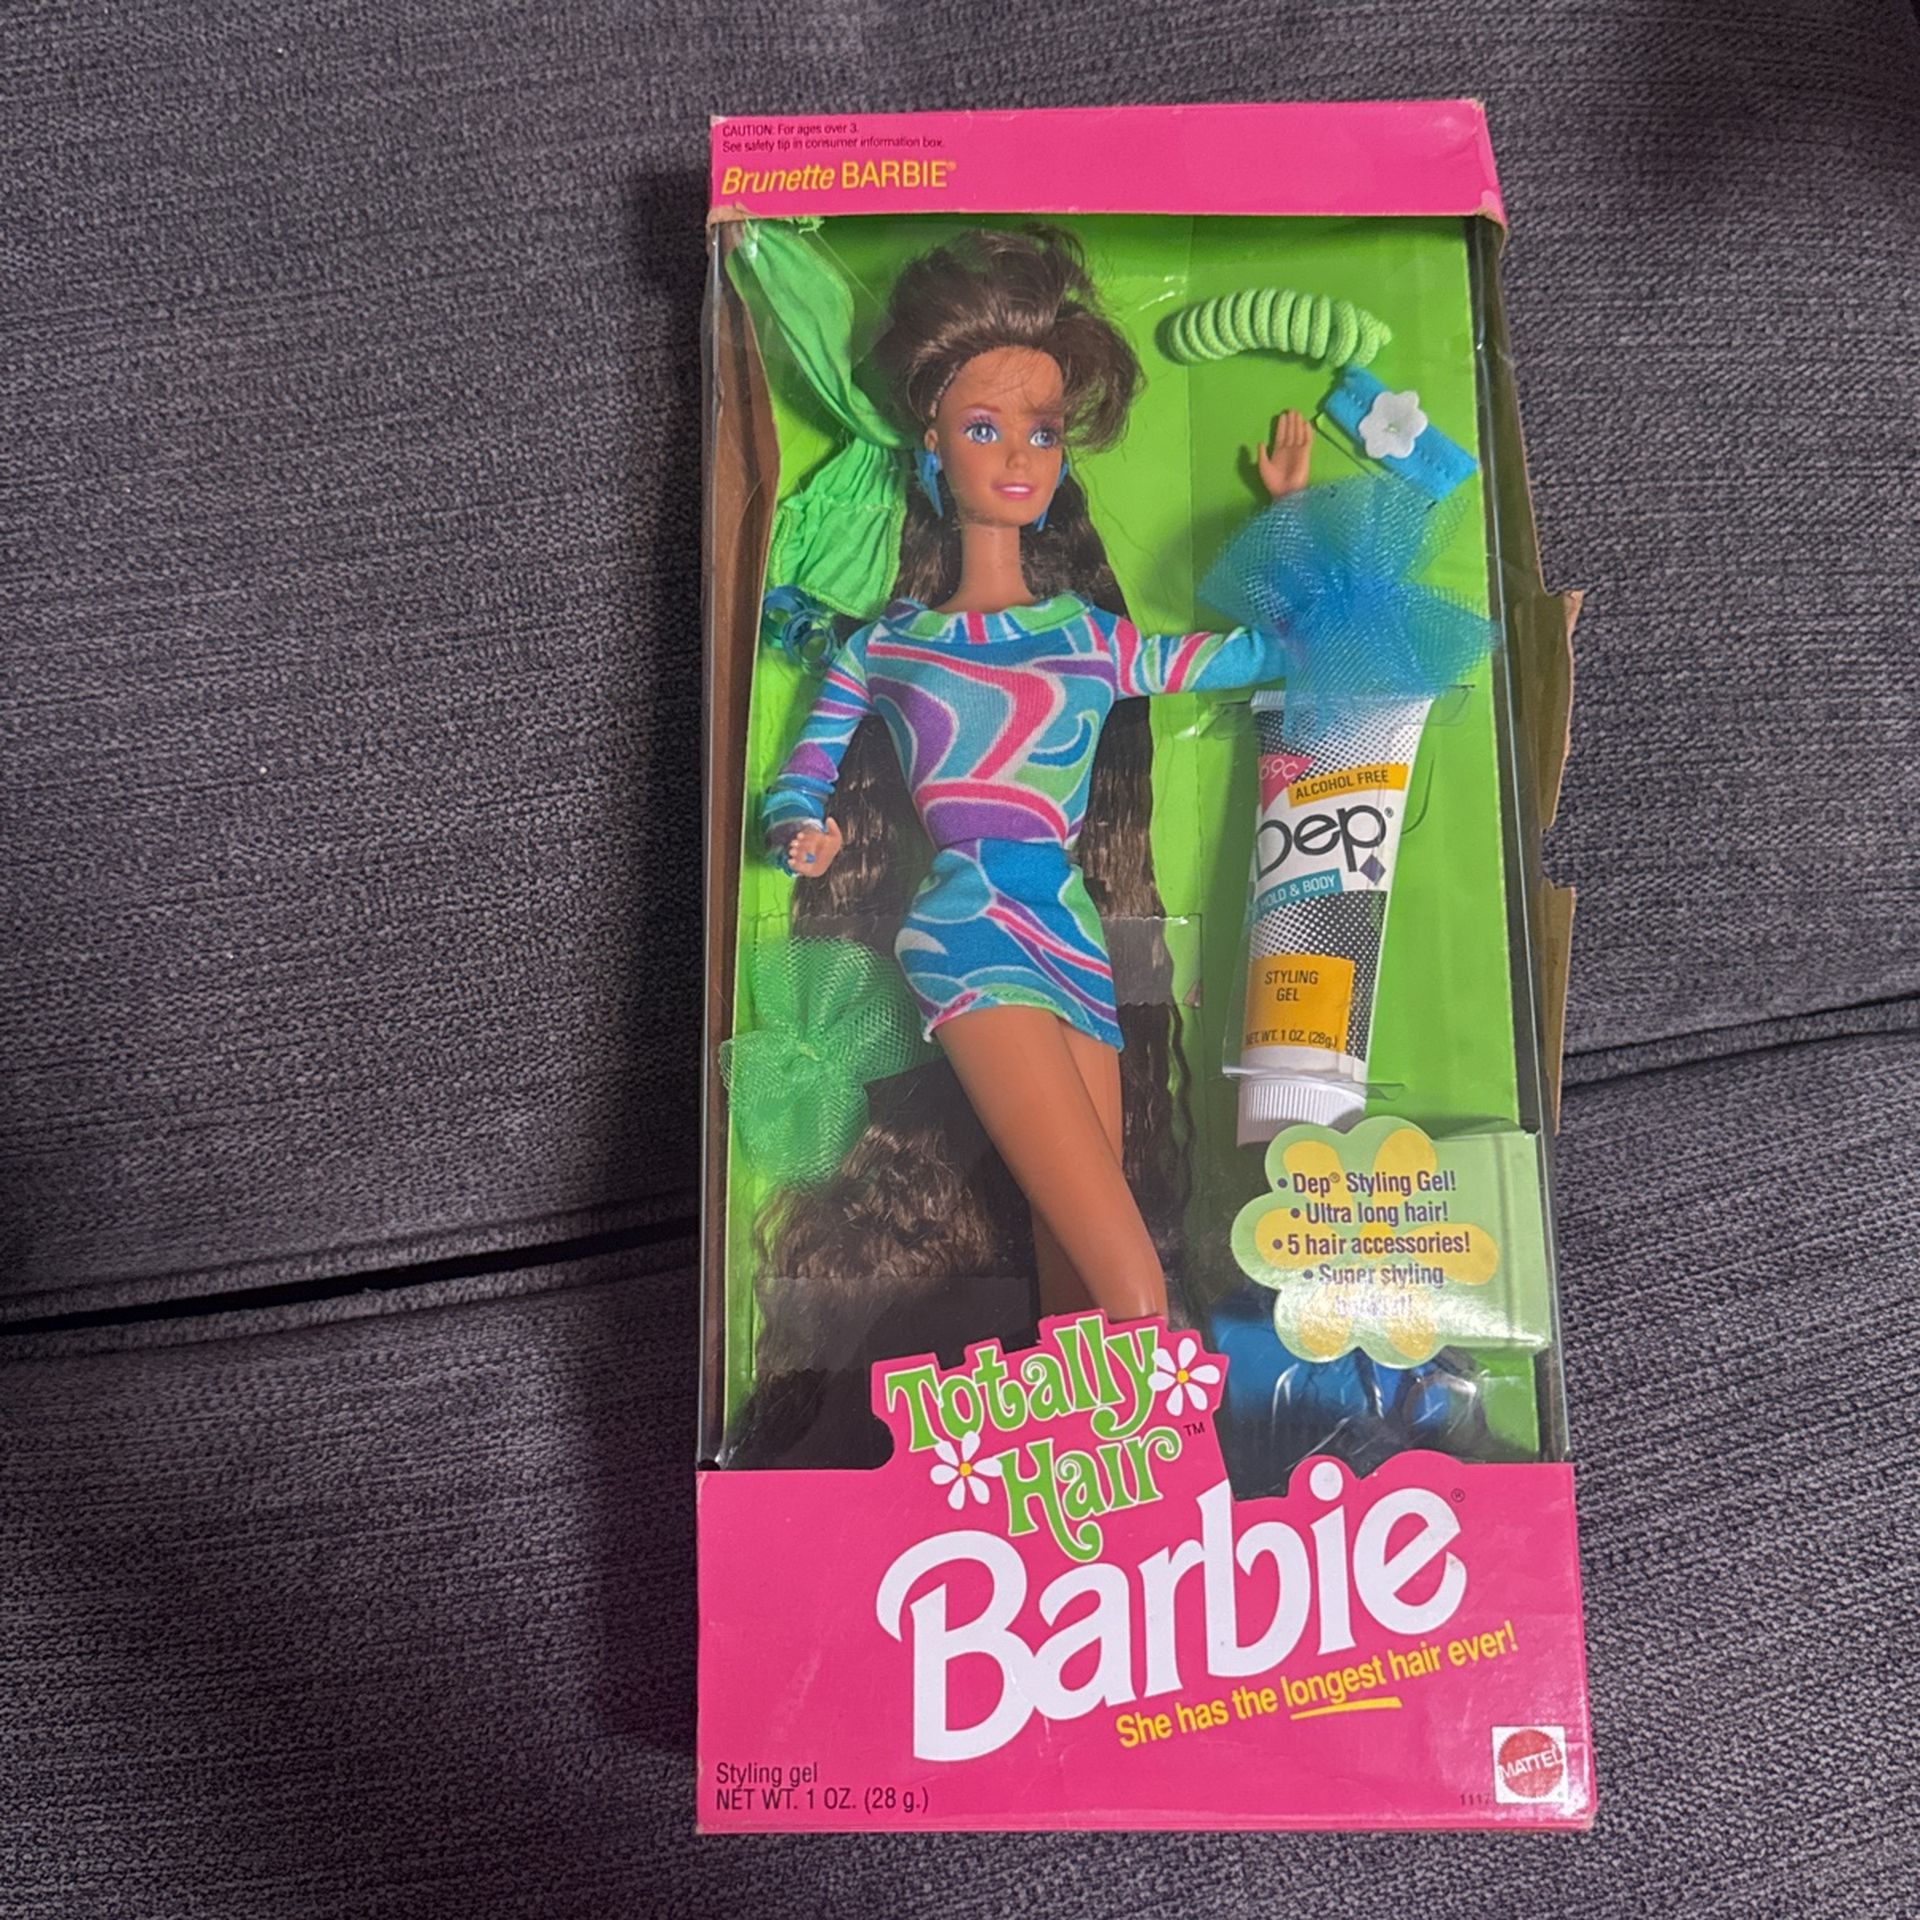 CAUTION: For ages over 3.
See safety tip in consumer information box.
Brunette BARBIE®
69¢
ALCOHOL FREE
Dep®
HOLD & BODY
STYLING
GEL
NET WT. 1 OZ. (28g.)
• Dep® Styling Gel!
• Ultra long hair!
• 5 hair accessories!
• Super styling
Totally
Hair™
Barbie®
She has the longest hair ever!
Styling gel
NET WT. 1 OZ. (28 g.)
MATTEL